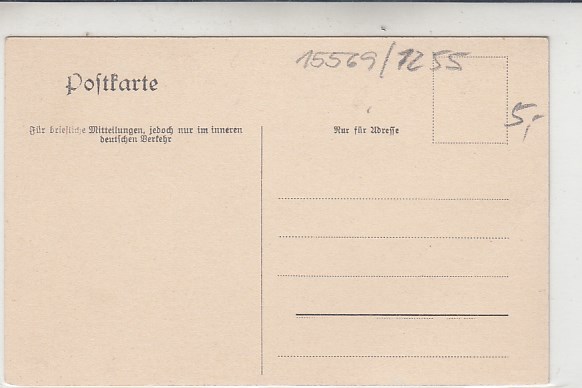 15569/1255
Postkarte
5,-
Für briefliche Mitteilungen, jedoch nur im inneren
deutschen Verkehr
Nur für Adresse